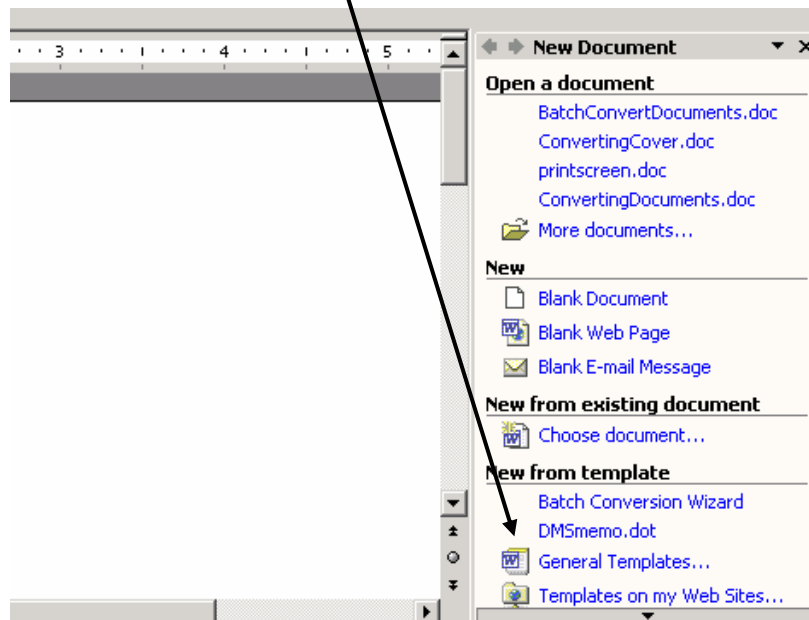 3 4 5
New Document
Open a document
BatchConvertDocuments.doc
ConvertingCover.doc
printscreen.doc
ConvertingDocuments.doc
More documents...
New
Blank Document
Blank Web Page
Blank E-mail Message
New from existing document
Choose document...
New from template
Batch Conversion Wizard
DMSmemo.dot
General Templates...
Templates on my Web Sites...